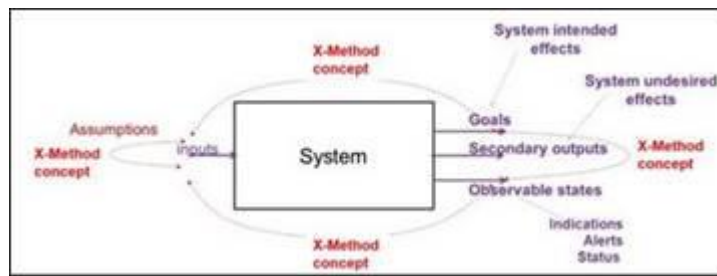 System intended
effects
X-Method
concept
System undesired
effects
Assumptions
Goals
X-Method
concept
inputs
System
Secondary outputs
X-Method
concept
Observable states
Indications
Alerts
Status
X-Method
concept